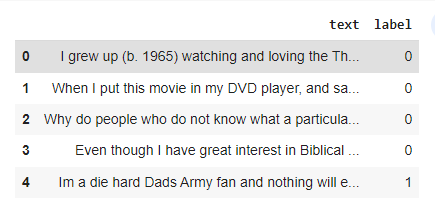 text label
0 I grew up (b. 1965) watching and loving the Th... 0
1 When I put this movie in my DVD player, and sa... 0
2 Why do people who do not know what a particula... 0
3 Even though I have great interest in Biblical ... 0
4 Im a die hard Dads Army fan and nothing will e... 1